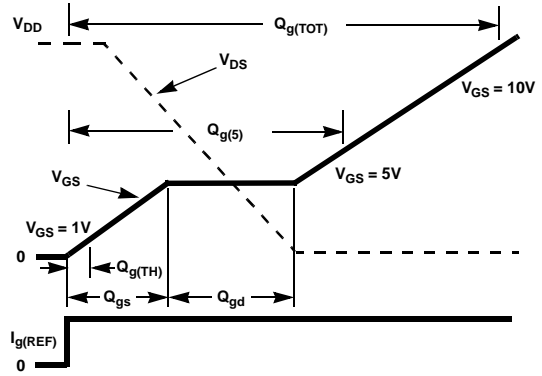 V_DD
Q_g(TOT)
V_DS
V_GS = 10V
Q_g(5)
V_GS
V_GS = 5V
V_GS = 1V
0
Q_g(TH)
Q_gs
Q_gd
I_g(REF)
0